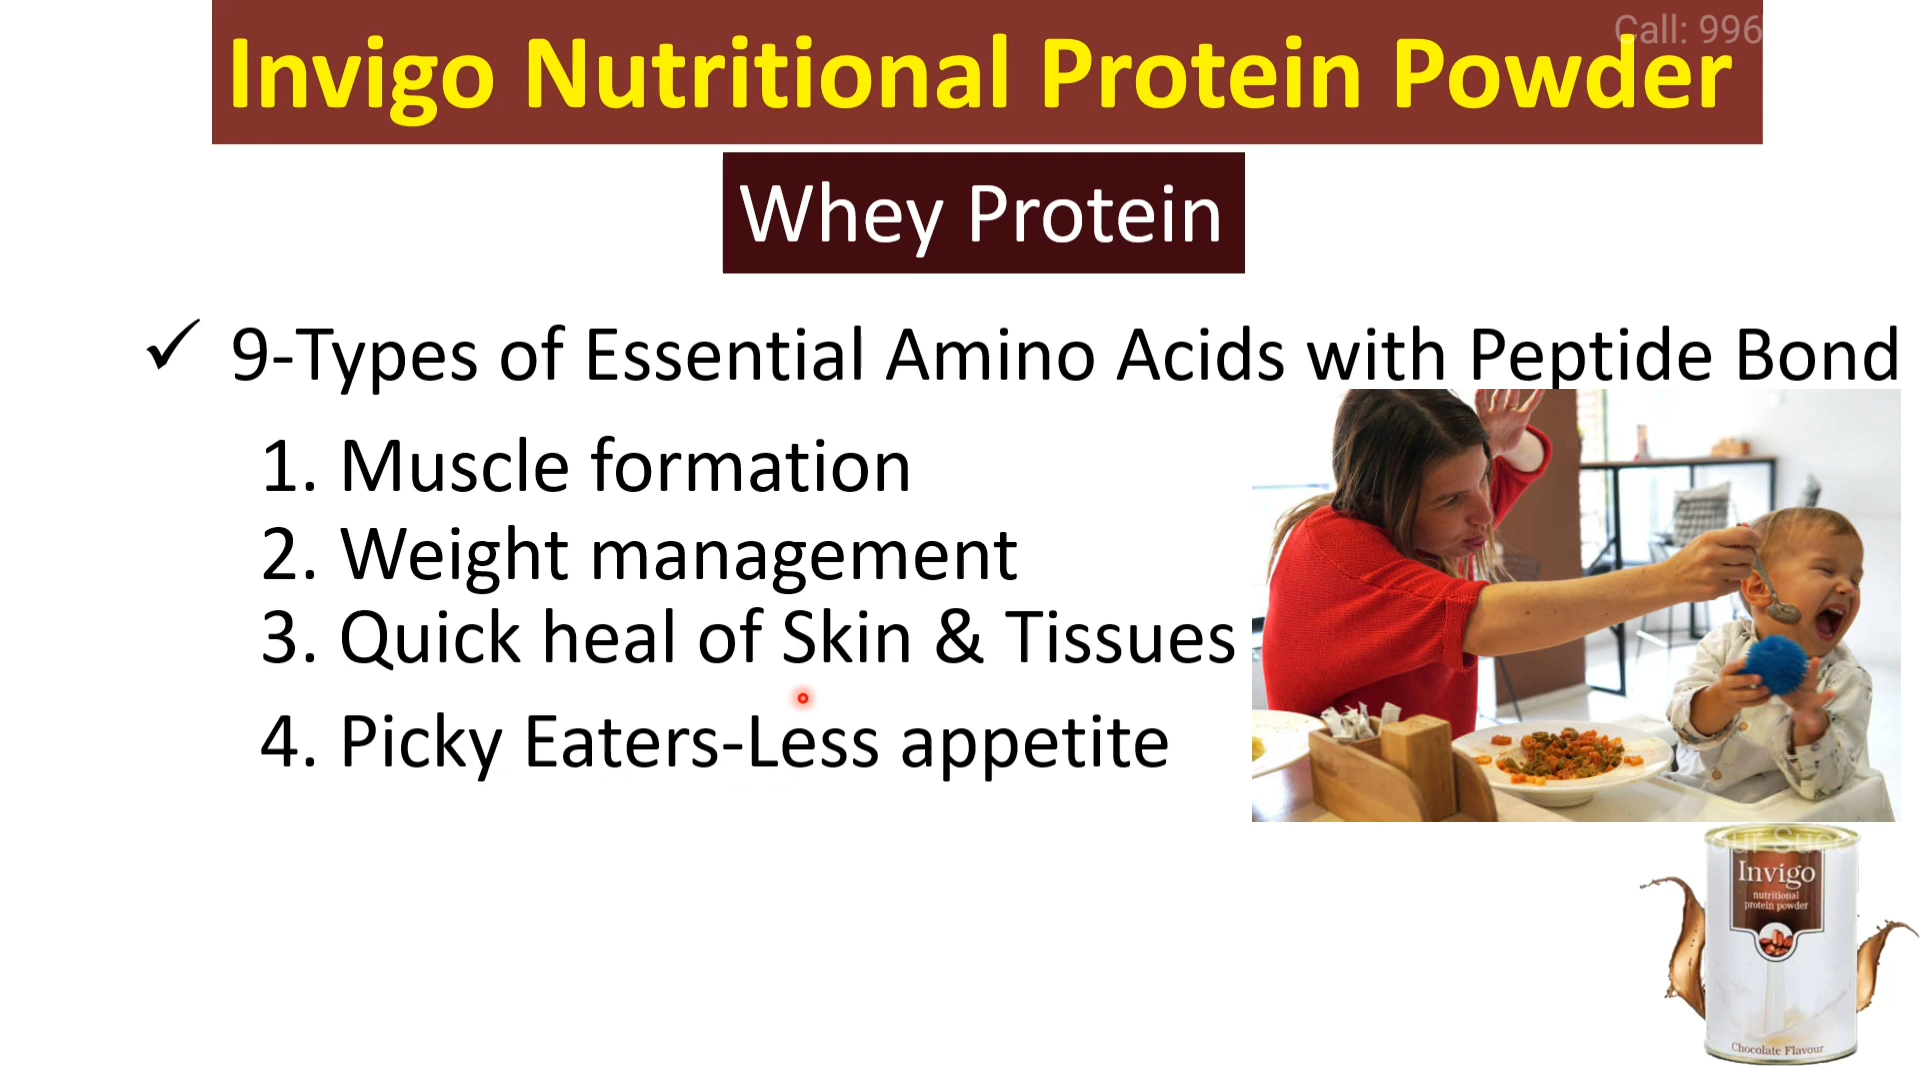 Call: 996
Invigo Nutritional Protein Powder
Whey Protein
✓ 9-Types of Essential Amino Acids with Peptide Bond
1. Muscle formation
2. Weight management
3. Quick heal of Skin & Tissues
4. Picky Eaters-Less appetite
Invigo
nutritional
protein powder
Chocolate Flavour